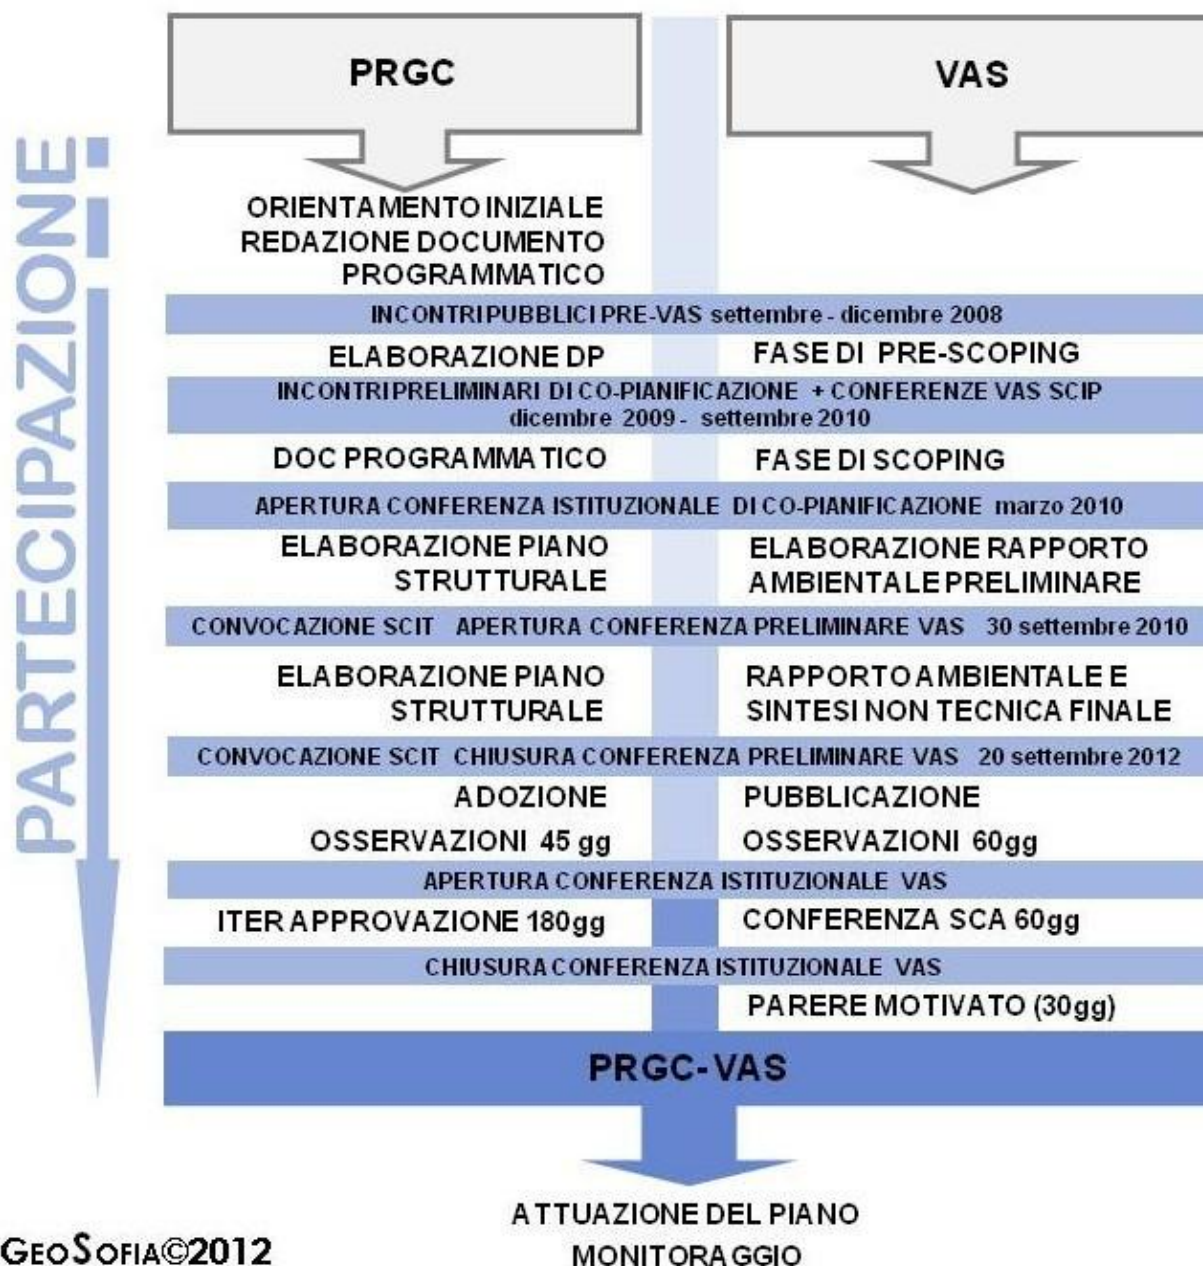 PRGC
VAS
PARTECIPAZIONE
ORIENTAMENTO INIZIALE
REDAZIONE DOCUMENTO
PROGRAMMATICO
INCONTRI PUBBLICI PRE-VAS settembre - dicembre 2008
ELABORAZIONE DP
FASE DI PRE-SCOPING
INCONTRI PRELIMINARI DI CO-PIANIFICAZIONE + CONFERENZE VAS SCIP
dicembre 2009 - settembre 2010
DOC PROGRAMMATICO
FASE DI SCOPING
APERTURA CONFERENZA ISTITUZIONALE DI CO-PIANIFICAZIONE marzo 2010
ELABORAZIONE PIANO
STRUTTURALE
ELABORAZIONE RAPPORTO
AMBIENTALE PRELIMINARE
CONVOCAZIONE SCIT APERTURA CONFERENZA PRELIMINARE VAS 30 settembre 2010
ELABORAZIONE PIANO
STRUTTURALE
RAPPORTO AMBIENTALE E
SINTESI NON TECNICA FINALE
CONVOCAZIONE SCIT CHIUSURA CONFERENZA PRELIMINARE VAS 20 settembre 2012
ADOZIONE
PUBBLICAZIONE
OSSERVAZIONI 45 gg
OSSERVAZIONI 60gg
APERTURA CONFERENZA ISTITUZIONALE VAS
ITER APPROVAZIONE 180gg
CONFERENZA SCA 60gg
CHIUSURA CONFERENZA ISTITUZIONALE VAS
PARERE MOTIVATO (30gg)
PRGC-VAS
ATTUAZIONE DEL PIANO
MONITORAGGIO
GEOSOFIA©2012